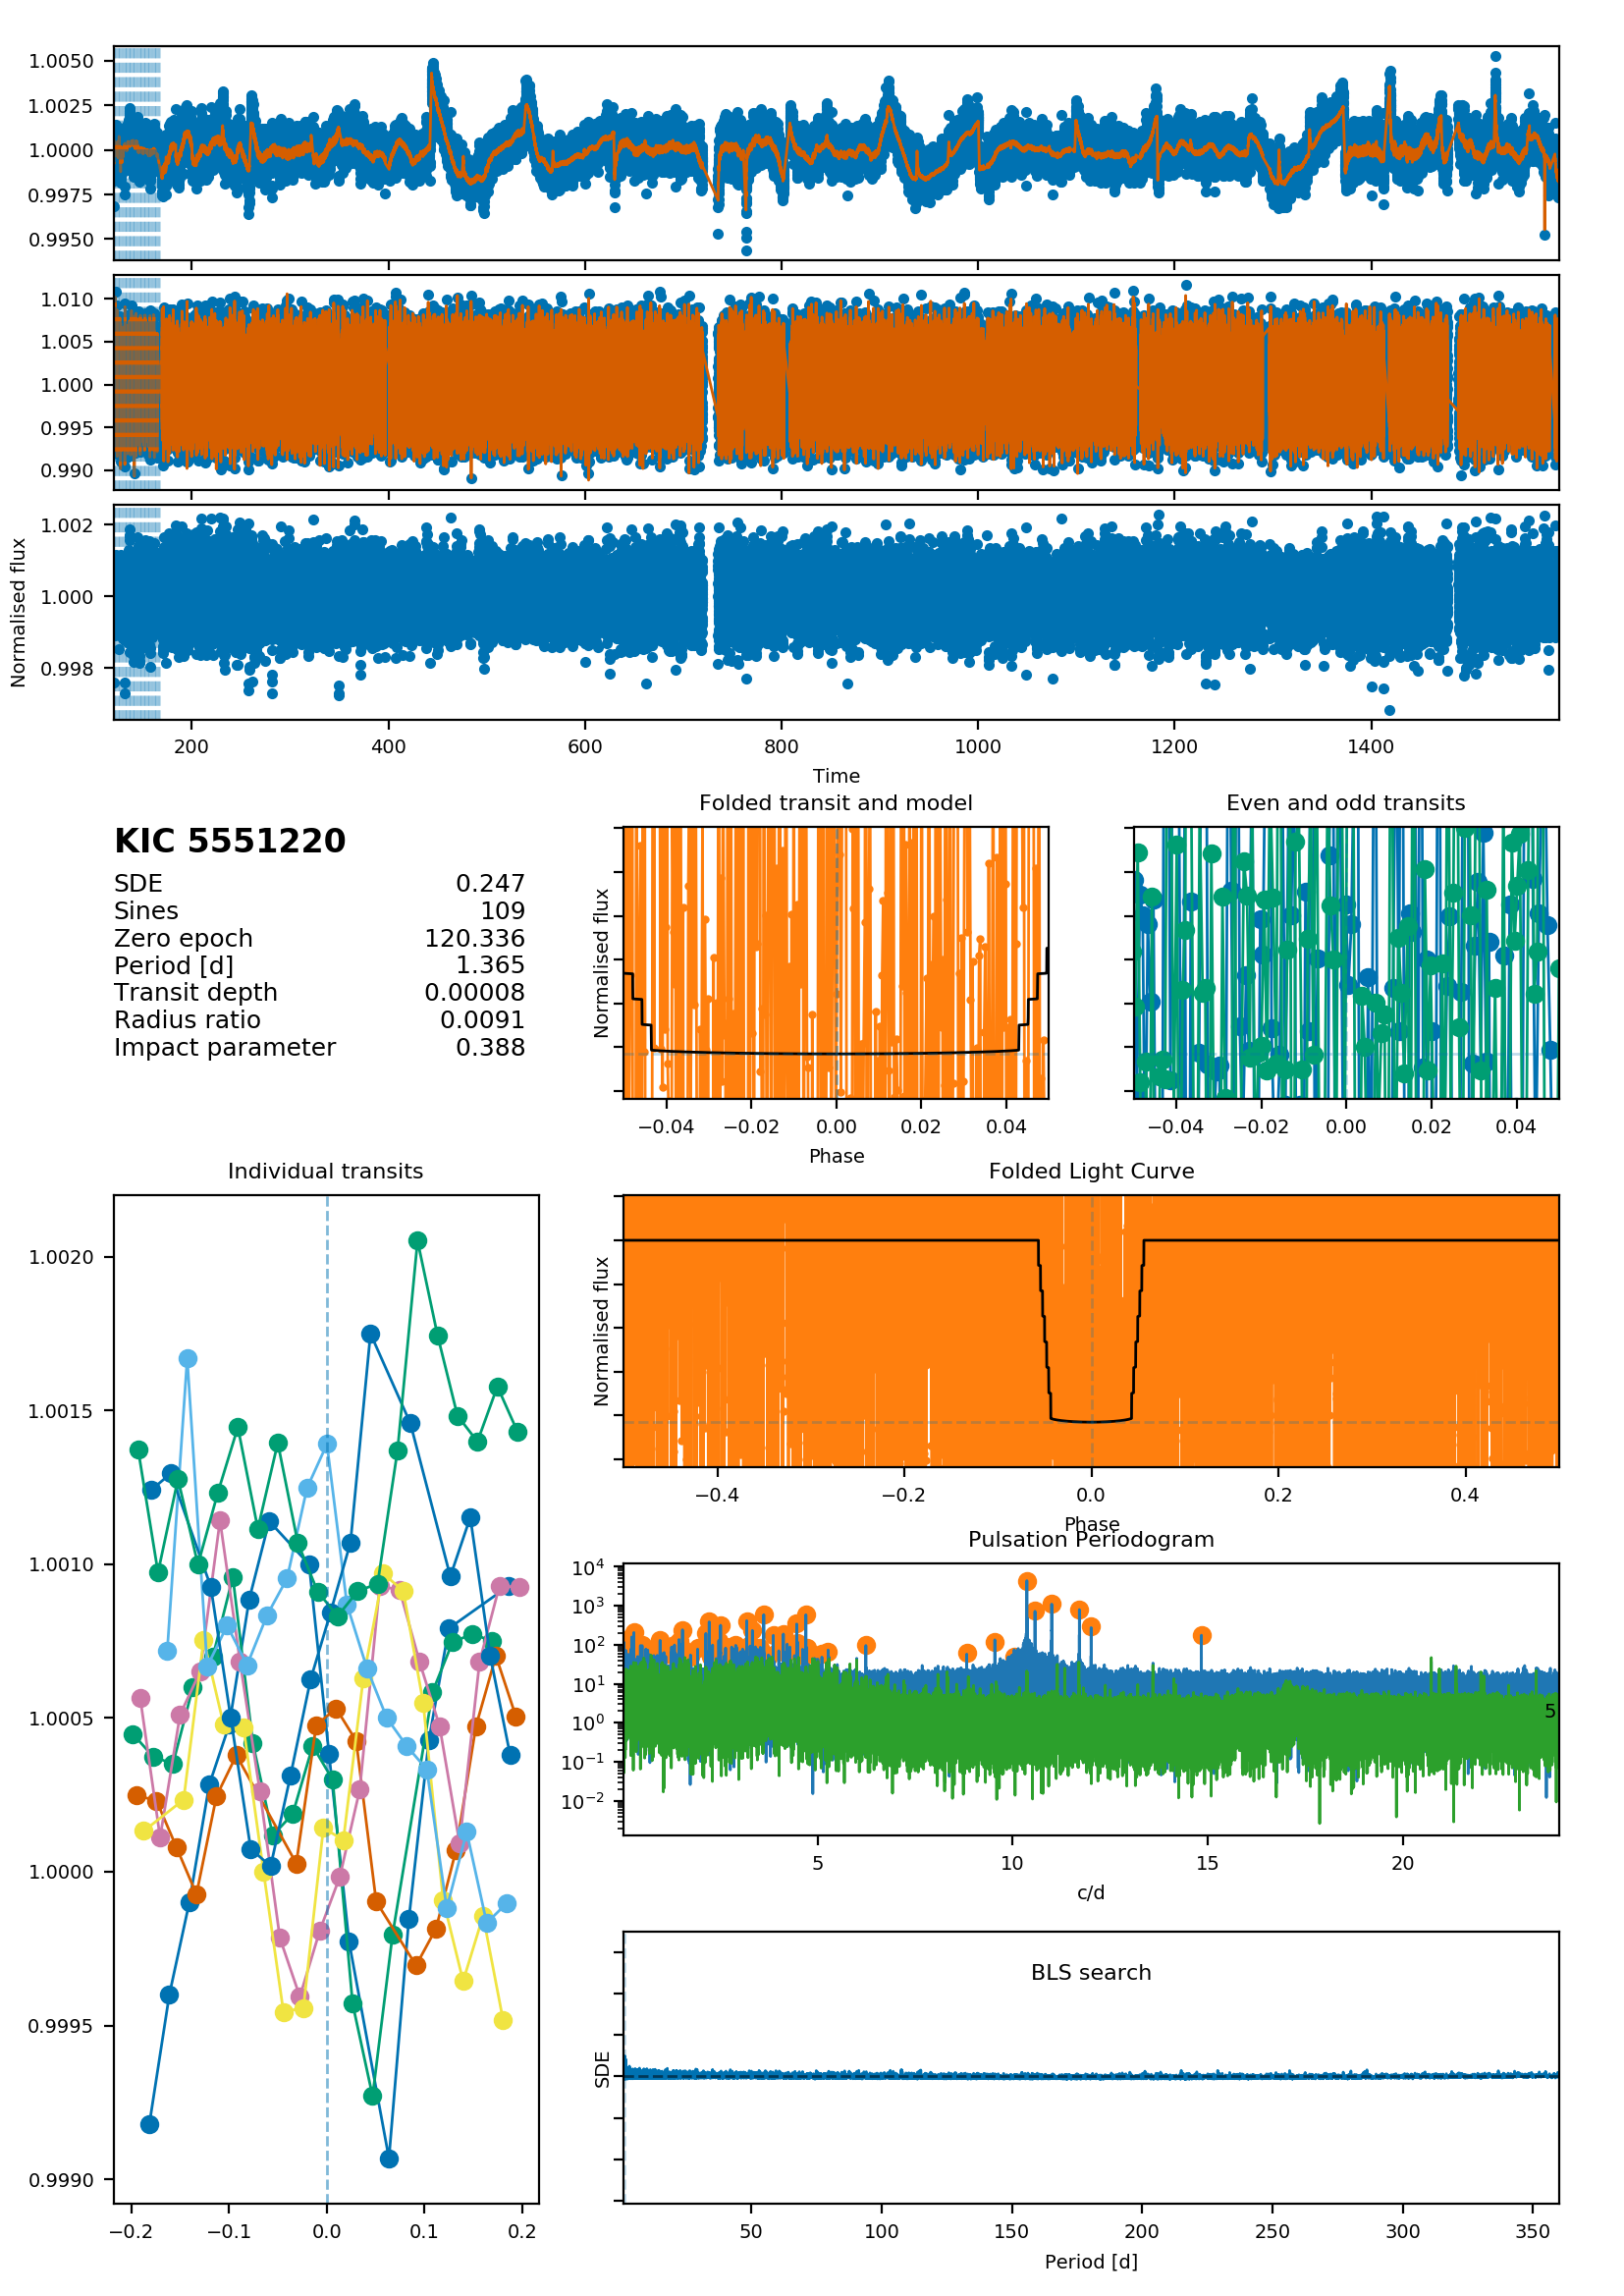 1.0050
1.0025
1.0000
0.9975
0.9950
1.010
1.005
1.000
0.995
0.990
1.002
1.000
0.998
Normalised flux
200 400 600 800 1000 1200 1400
Time
KIC 5551220
SDE 0.247
Sines 109
Zero epoch 120.336
Period [d] 1.365
Transit depth 0.00008
Radius ratio 0.0091
Impact parameter 0.388
Folded transit and model
Normalised flux
−0.04 −0.02 0.00 0.02 0.04
Phase
Even and odd transits
−0.04 −0.02 0.00 0.02 0.04
Individual transits
1.0020
1.0015
1.0010
1.0005
1.0000
0.9995
0.9990
−0.2 −0.1 0.0 0.1 0.2
Folded Light Curve
Normalised flux
−0.4 −0.2 0.0 0.2 0.4
Phase
Pulsation Periodogram
10⁴
10³
10²
10¹
10⁰
10⁻¹
10⁻²
5
5 10 15 20
c/d
BLS search
SDE
50 100 150 200 250 300 350
Period [d]